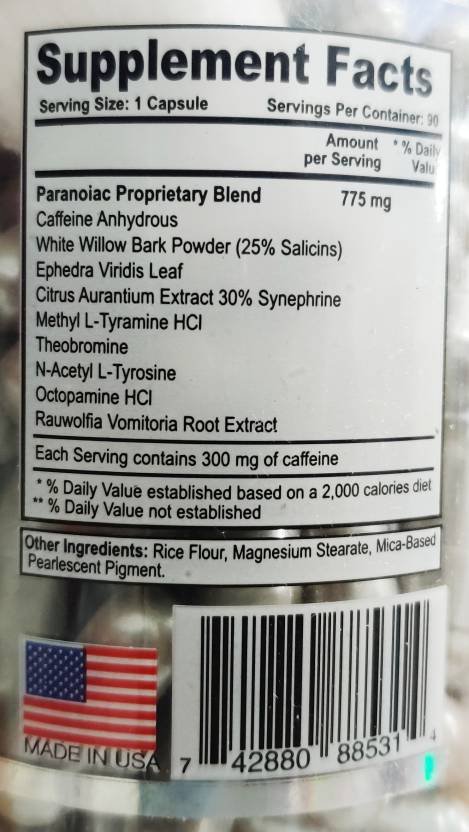 Supplement Facts
Serving Size: 1 Capsule Servings Per Container: 90
Amount * % Daily
per Serving Valu
Paranoiac Proprietary Blend 775 mg
Caffeine Anhydrous
White Willow Bark Powder (25% Salicins)
Ephedra Viridis Leaf
Citrus Aurantium Extract 30% Synephrine
Methyl L-Tyramine HCl
Theobromine
N-Acetyl L-Tyrosine
Octopamine HCl
Rauwolfia Vomitoria Root Extract
Each Serving contains 300 mg of caffeine
* % Daily Value established based on a 2,000 calories diet
** % Daily Value not established
Other Ingredients: Rice Flour, Magnesium Stearate, Mica-Based
Pearlescent Pigment.
MADE IN USA
7 42880 88531 4